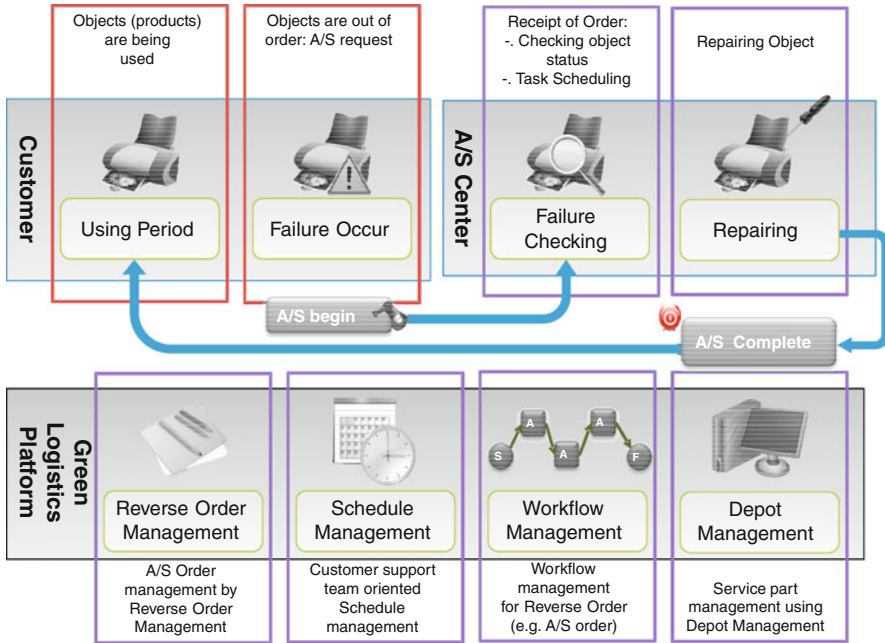 Objects (products)
are being
used
Objects are out of
order: A/S request
Receipt of Order:
-. Checking object
status
-. Task Scheduling
Repairing Object
Customer
Using Period
Failure Occur
A/S Center
Failure
Checking
Repairing
A/S begin
A/S Complete
Green
Logistics
Platform
Reverse Order
Management
Schedule
Management
S
A
A
A
F
Workflow
Management
Depot
Management
A/S Order
management by
Reverse Order
Management
Customer support
team oriented
Schedule
management
Workflow
management
for Reverse Order
(e.g. A/S order)
Service part
management using
Depot Management